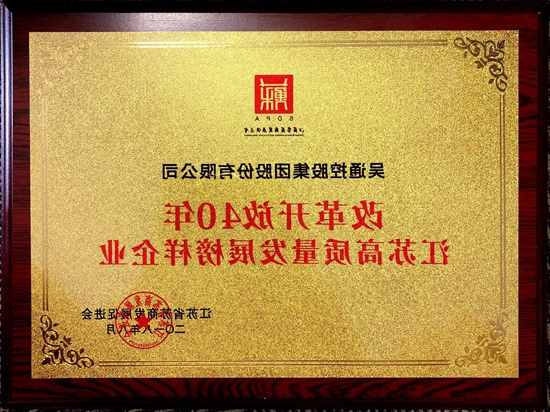 SDPA
吴通控股集团股份有限公司
改革开放40年
江苏高质量发展榜样企业
江苏省苏商发展促进会
二〇一八年八月